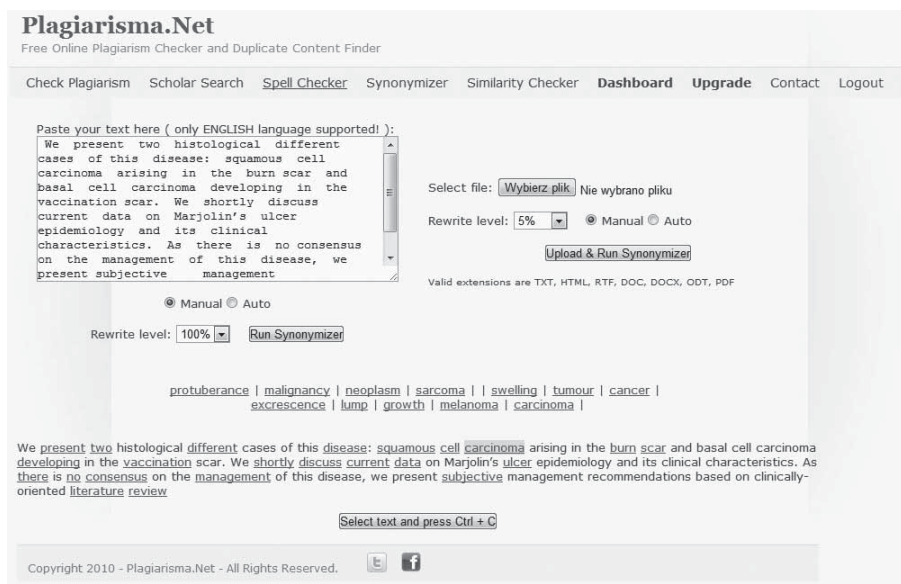 Plagiarisma.Net
Free Online Plagiarism Checker and Duplicate Content Finder
Check Plagiarism Scholar Search Spell Checker Synonymizer Similarity Checker Dashboard Upgrade Contact Logout
Paste your text here ( only ENGLISH language supported! ):
We present two histological different
cases of this disease: squamous cell
carcinoma arising in the burn scar and
basal cell carcinoma developing in the
vaccination scar. We shortly discuss
current data on Marjolin's ulcer
epidemiology and its clinical
characteristics. As there is no consensus
on the management of this disease, we
present subjective management
Manual Auto
Rewrite level: 100% Run Synonymizer
Select file: Wybierz plik Nie wybrano pliku
Rewrite level: 5% Manual Auto
Upload & Run Synonymizer
Valid extensions are TXT, HTML, RTF, DOC, DOCX, ODT, PDF
protuberance | malignancy | neoplasm | sarcoma | | swelling | tumour | cancer |
excrescence | lump | growth | melanoma | carcinoma |
We present two histological different cases of this disease: squamous cell carcinoma arising in the burn scar and basal cell carcinoma
developing in the vaccination scar. We shortly discuss current data on Marjolin's ulcer epidemiology and its clinical characteristics. As
there is no consensus on the management of this disease, we present subjective management recommendations based on clinically-
oriented literature review
Select text and press Ctrl + C
Copyright 2010 - Plagiarisma.Net - All Rights Reserved. t f